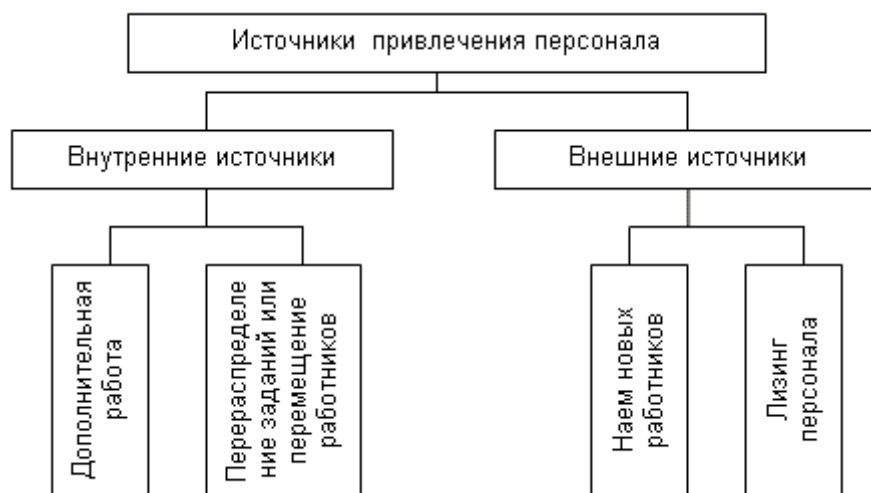 Источники привлечения персонала
Внутренние источники
Внешние источники
Дополнительная
работа
Перераспределе
ние заданий или
перемещение
работников
Наем новых
работников
Лизинг
персонала